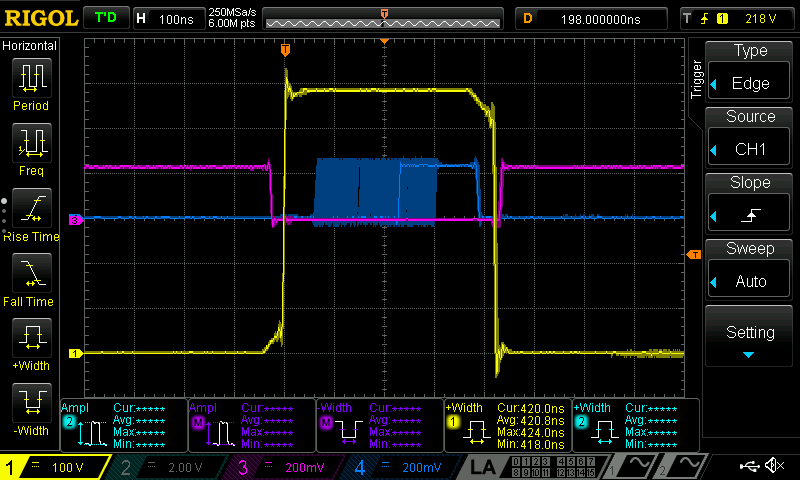 RIGOL T'D H 100ns 250MSa/s 6.00M pts T D 198.000000ns T 1 218 V
Horizontal
Period
Freq
Rise Time
Fall Time
+Width
-Width
T
3
1
T
Trigger
Type
Edge
Source
CH1
Slope
Sweep
Auto
Setting
Ampl
2
Cur:*****
Avg:*****
Max:*****
Min:*****
Ampl
M
Cur:*****
Avg:*****
Max:*****
Min:*****
-Width
M
Cur:*****
Avg:*****
Max:*****
Min:*****
+Width
1
Cur:420.0ns
Avg:420.8ns
Max:424.0ns
Min:418.0ns
+Width
2
Cur:*****
Avg:*****
Max:*****
Min:*****
1 100 V 2 2.00 V 3 200mV 4 200mV LA
0 1 2 3 4 5 6 7
8 9 10 11 12 13 14 15
1 2